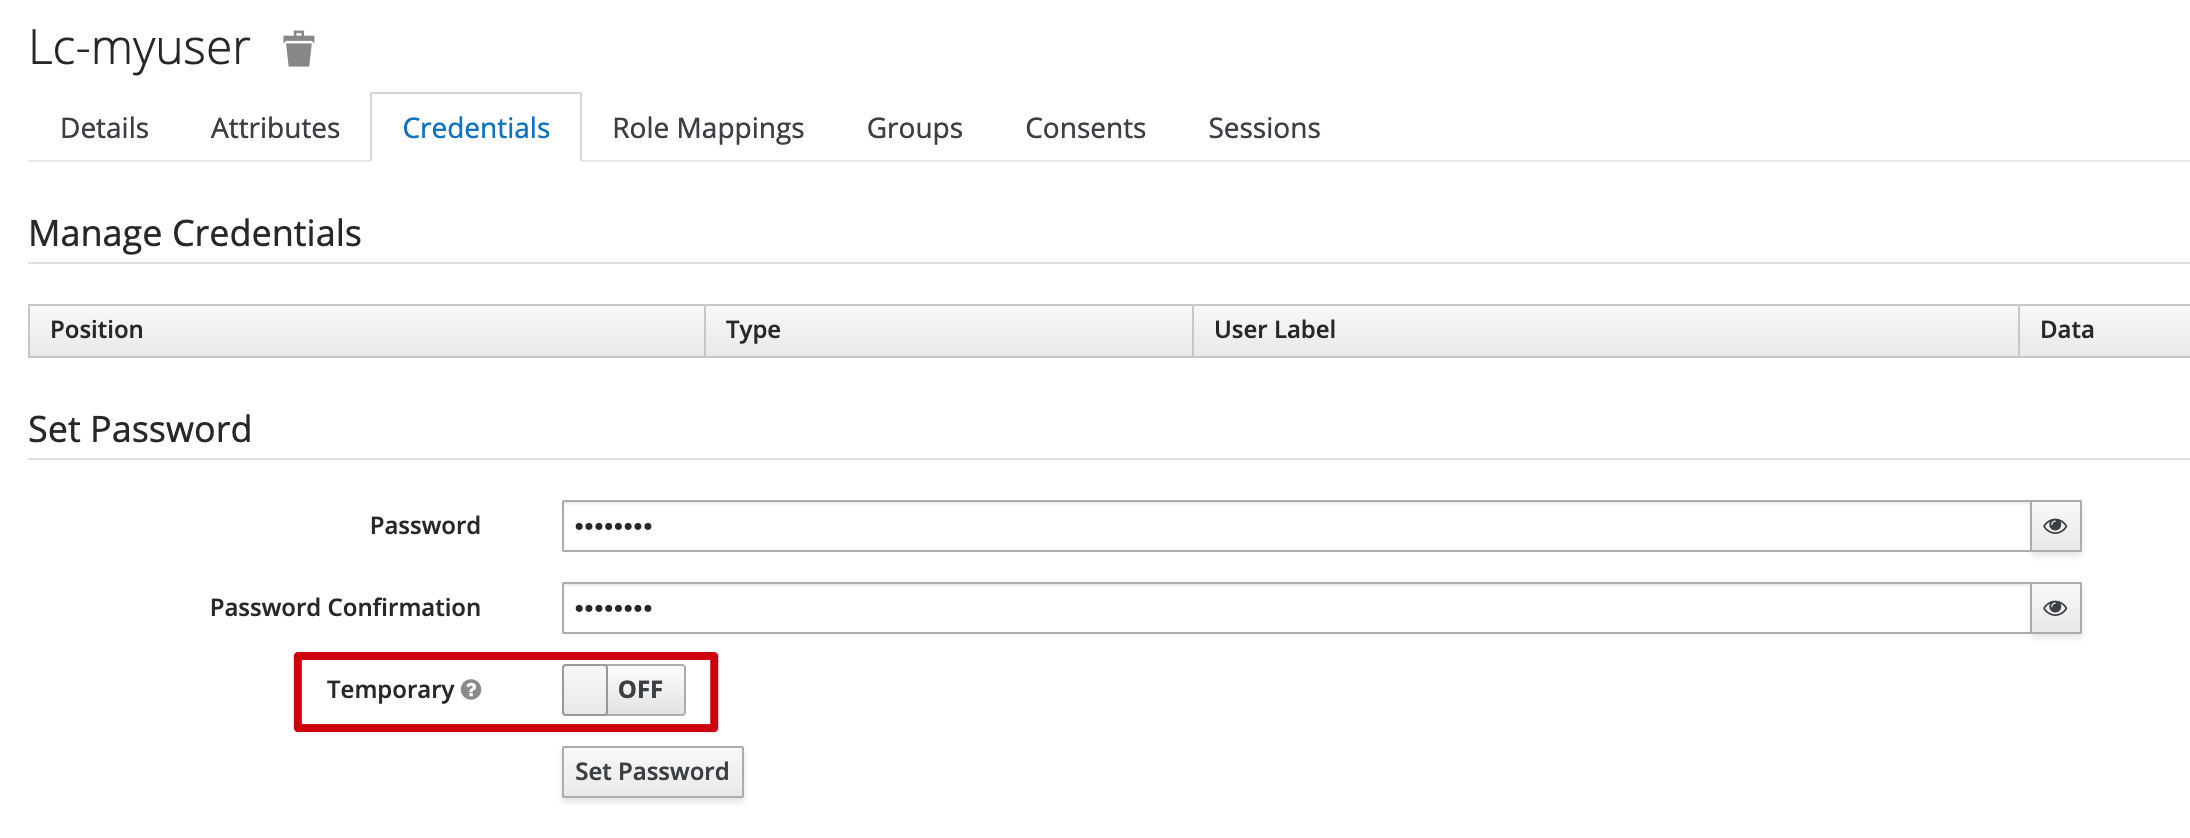 Lc-myuser
Details Attributes Credentials Role Mappings Groups Consents Sessions
Manage Credentials
Position Type User Label Data
Set Password
Password ••••••••
Password Confirmation ••••••••
Temporary ? OFF
Set Password